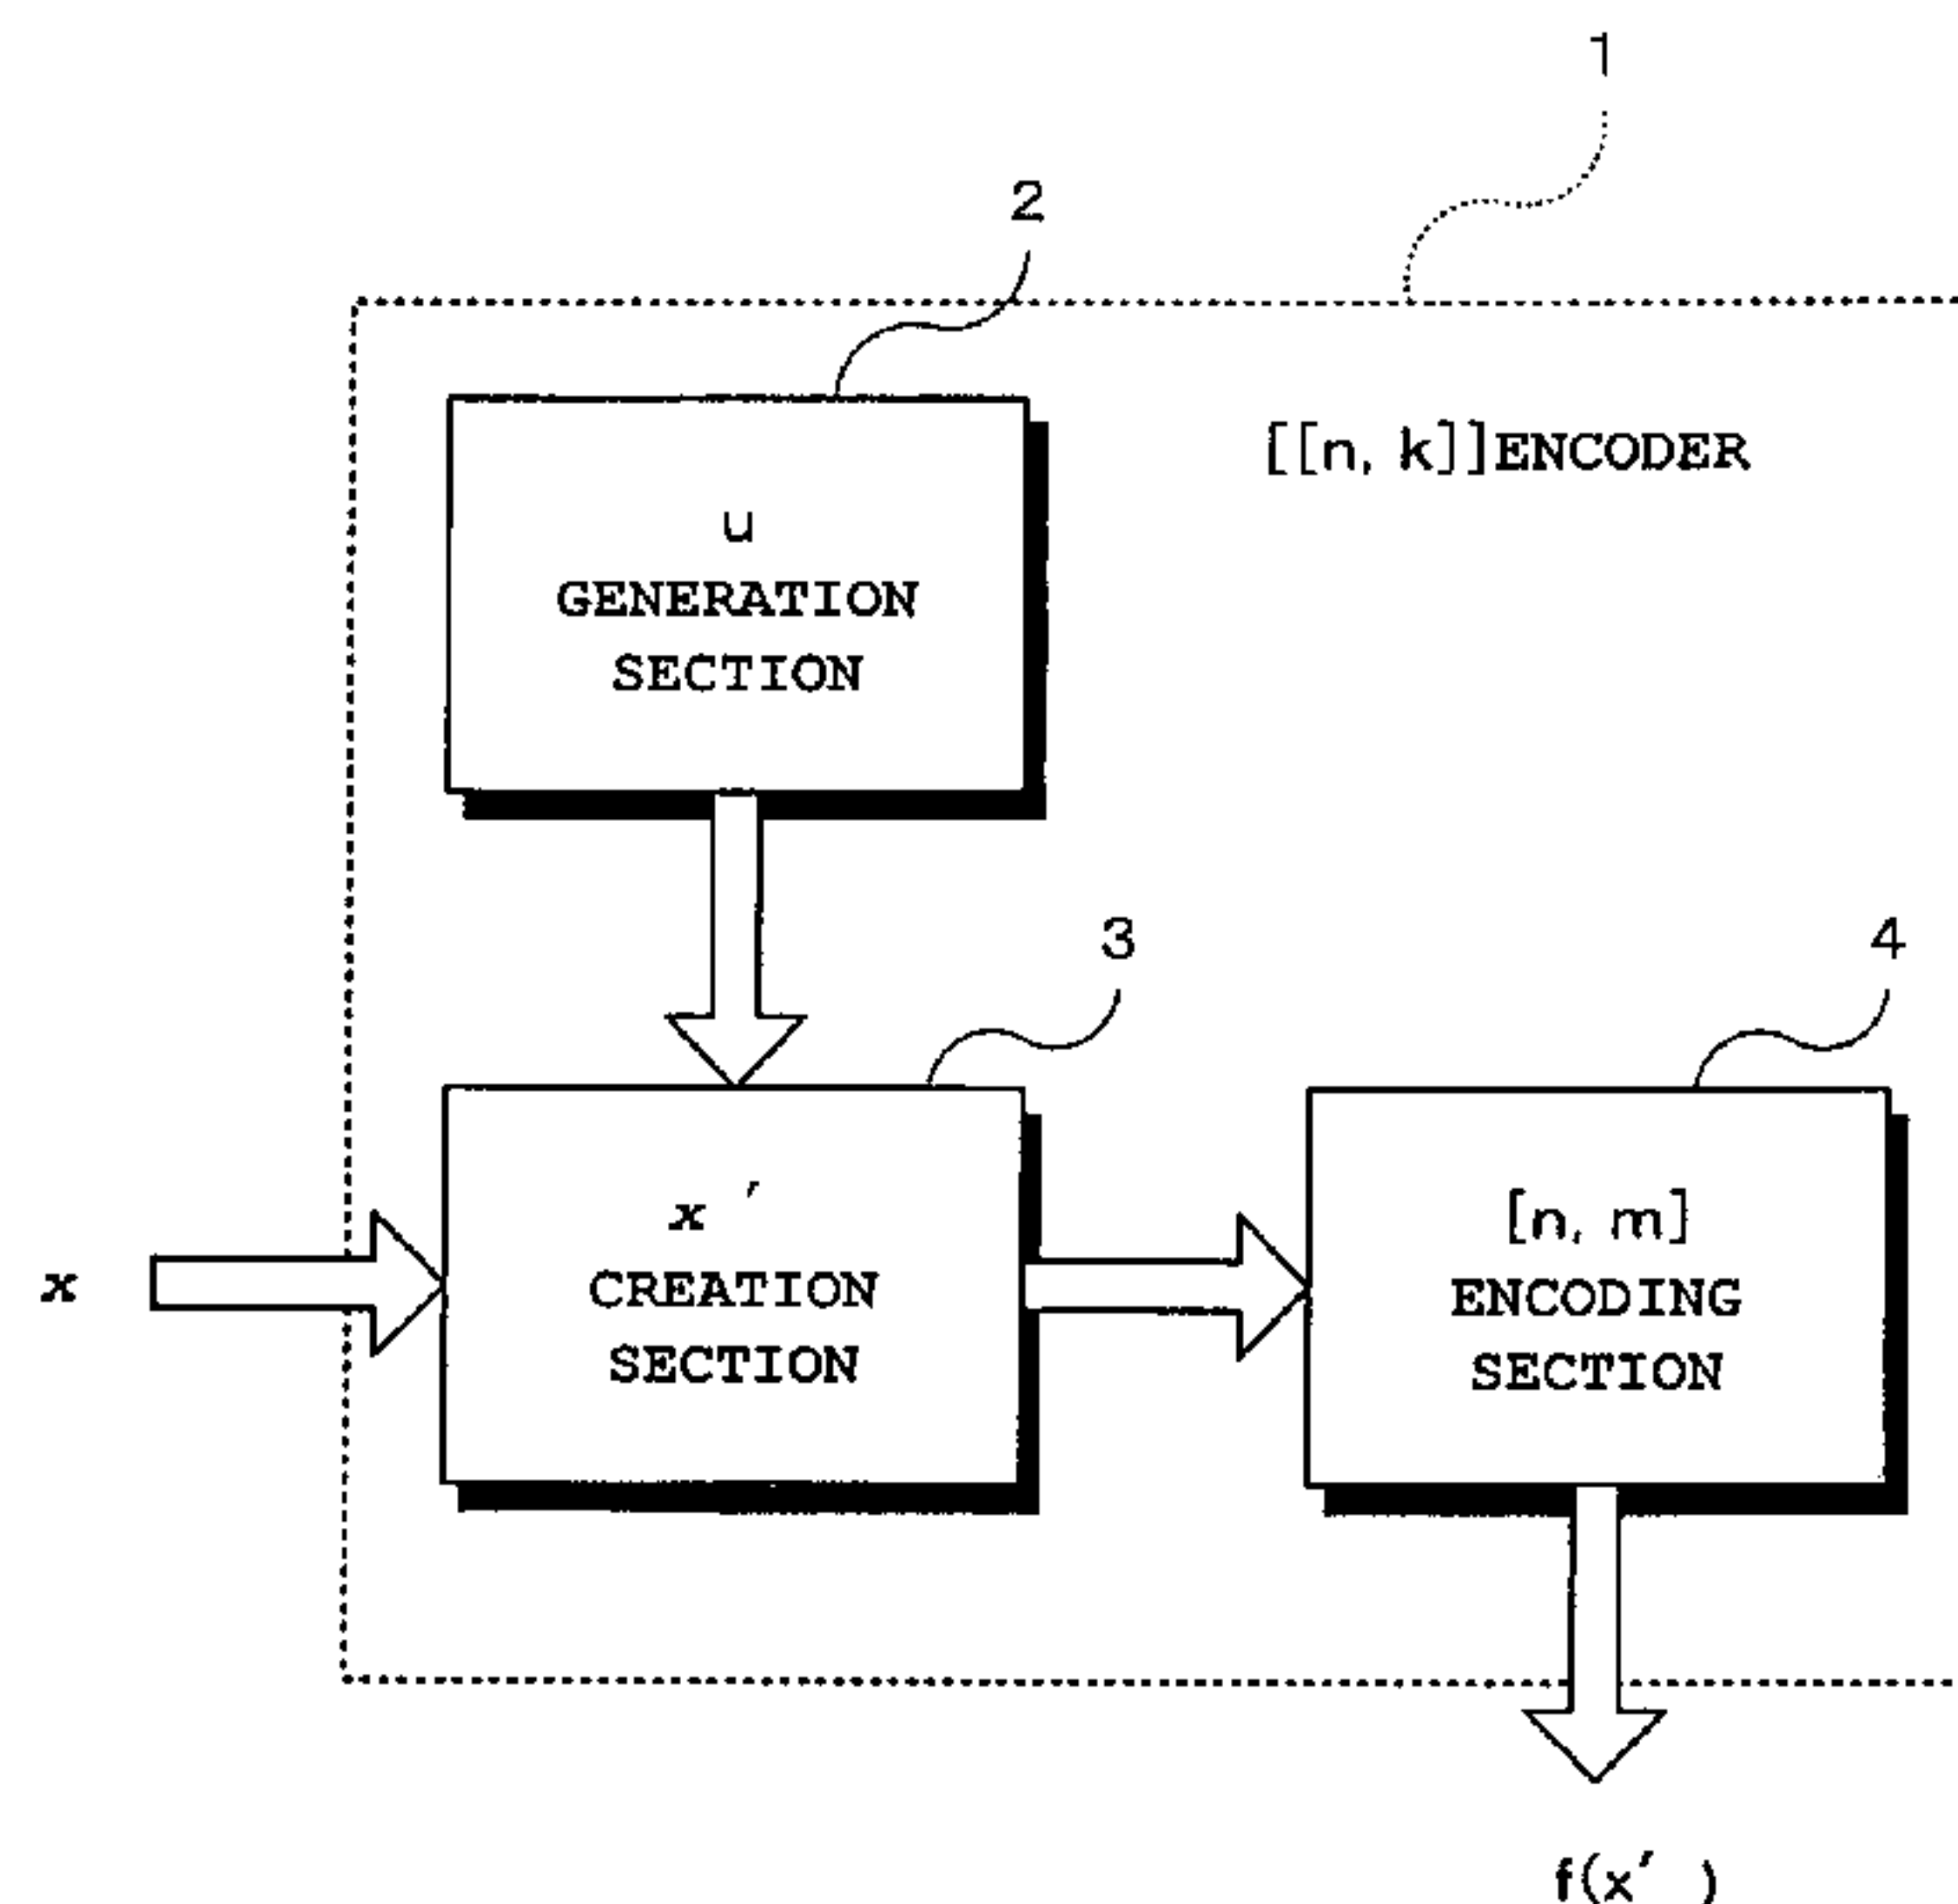 1
2
[[n, k]]ENCODER
u
GENERATION
SECTION
3
4
x'
CREATION
SECTION
[n, m]
ENCODING
SECTION
x
f(x' )